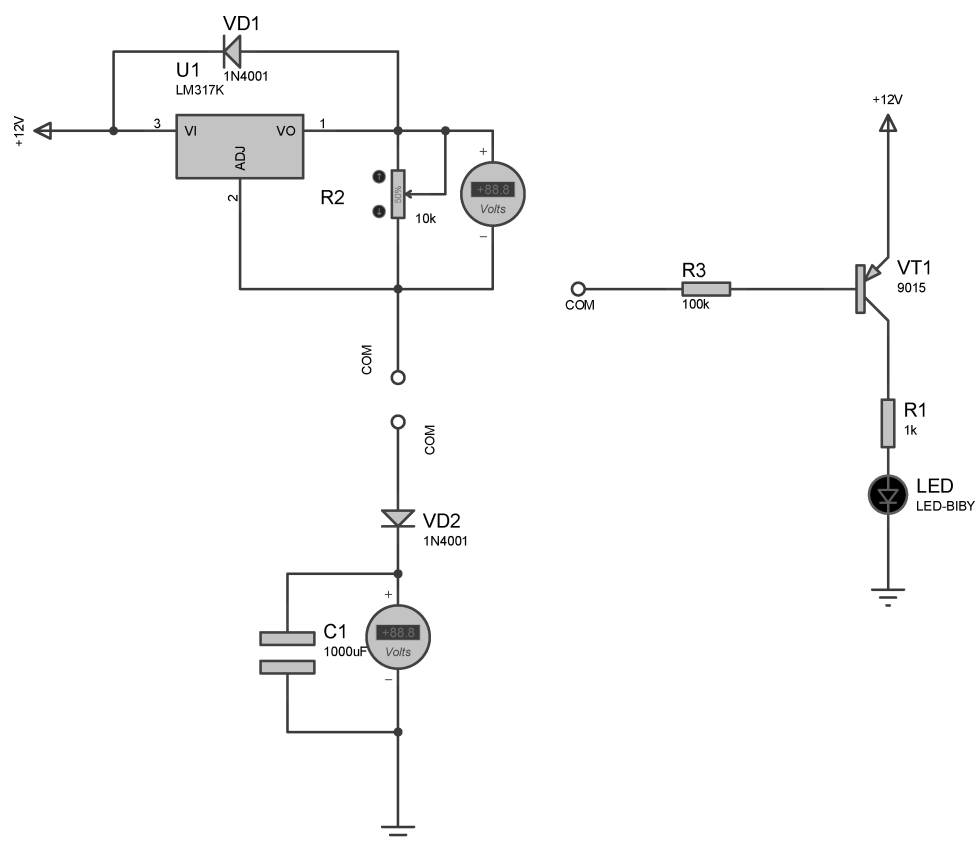 VD1
1N4001
U1
LM317K
+12V
3
VI
VO
1
ADJ
2
R2
50%
10k
+
+88.8
Volts
−
COM
COM
VD2
1N4001
+
C1
1000uF
+88.8
Volts
−
+12V
R3
100k
COM
VT1
9015
R1
1k
LED
LED-BIBY